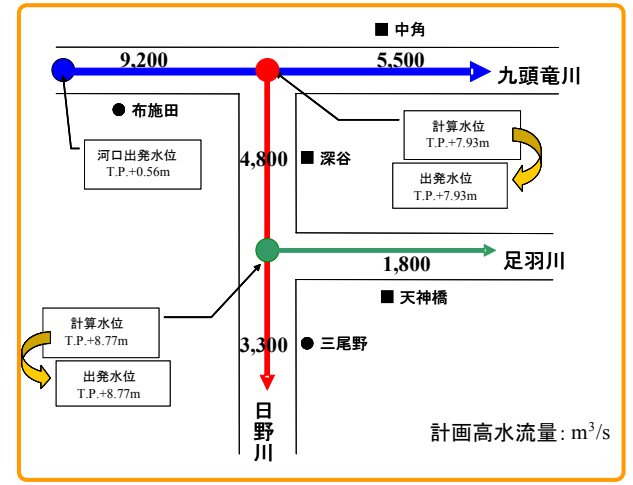 ■ 中角
9,200
5,500
九頭竜川
● 布施田
計算水位
T.P.+7.93m
河口出発水位
T.P.+0.56m
4,800
■ 深谷
出発水位
T.P.+7.93m
1,800
足羽川
■ 天神橋
計算水位
T.P.+8.77m
3,300
● 三尾野
出発水位
T.P.+8.77m
日野川
計画高水流量: m³/s